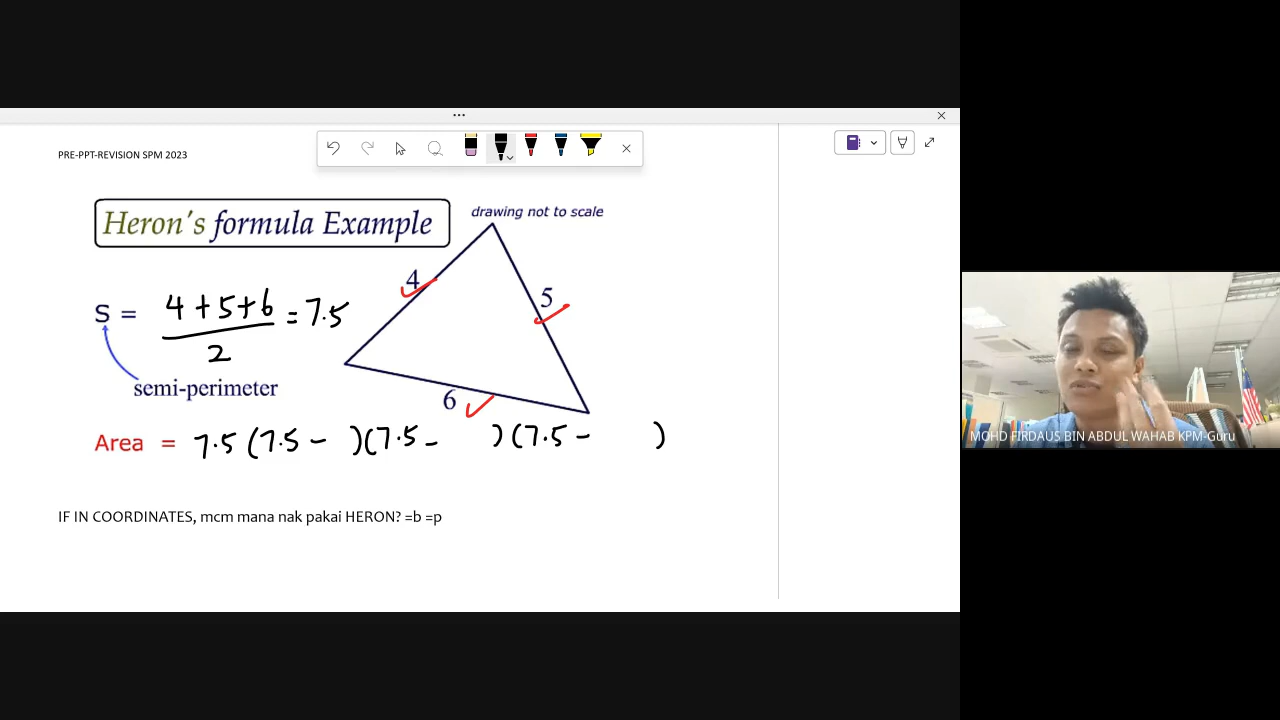 PRE-PPT-REVISION SPM 2023
Heron's formula Example
drawing not to scale
4
5
S = 4 + 5 + 6 / 2 = 7.5
semi-perimeter
6
Area = 7.5 (7.5 - )(7.5 - )(7.5 - )
IF IN COORDINATES, mcm mana nak pakai HERON? =b =p
MOHD FIRDAUS BIN ABDUL WAHAB KPM-Guru